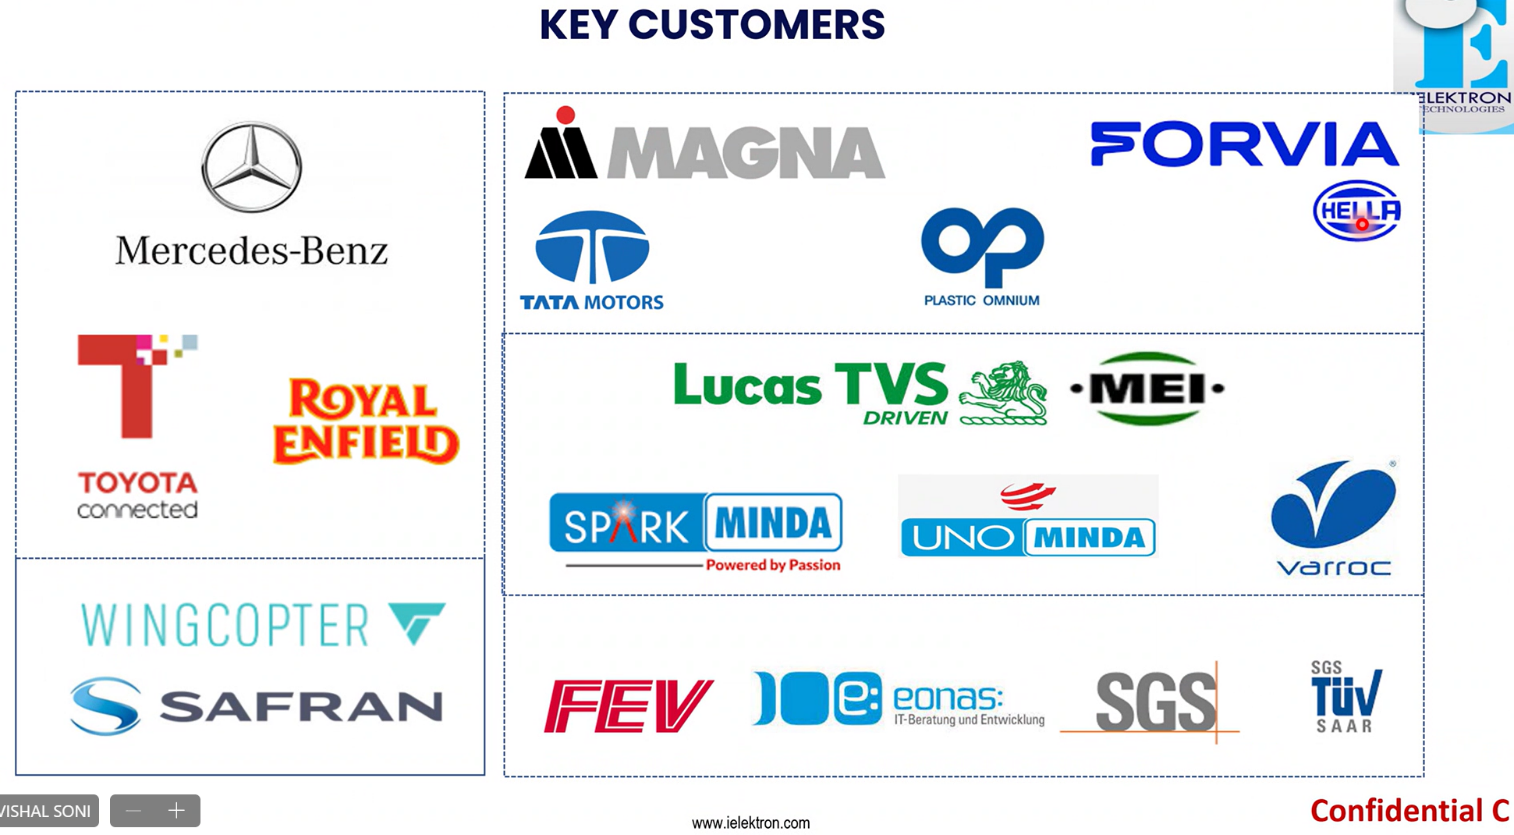 KEY CUSTOMERS
ELEKTRON
TECHNOLOGIES
Mercedes-Benz
TOYOTA
connected
ROYAL
ENFIELD
WINGCOPTER
SAFRAN
MAGNA
FORVIA
HELLA
TATA MOTORS
PLASTIC OMNIUM
Lucas TVS
DRIVEN
MEI
SPARK MINDA
Powered by Passion
UNO MINDA
varroc
FEV
e:
eonas:
IT-Beratung und Entwicklung
SGS
SGS
TÜV
SAAR
VISHAL SONI
www.ielektron.com
Confidential C